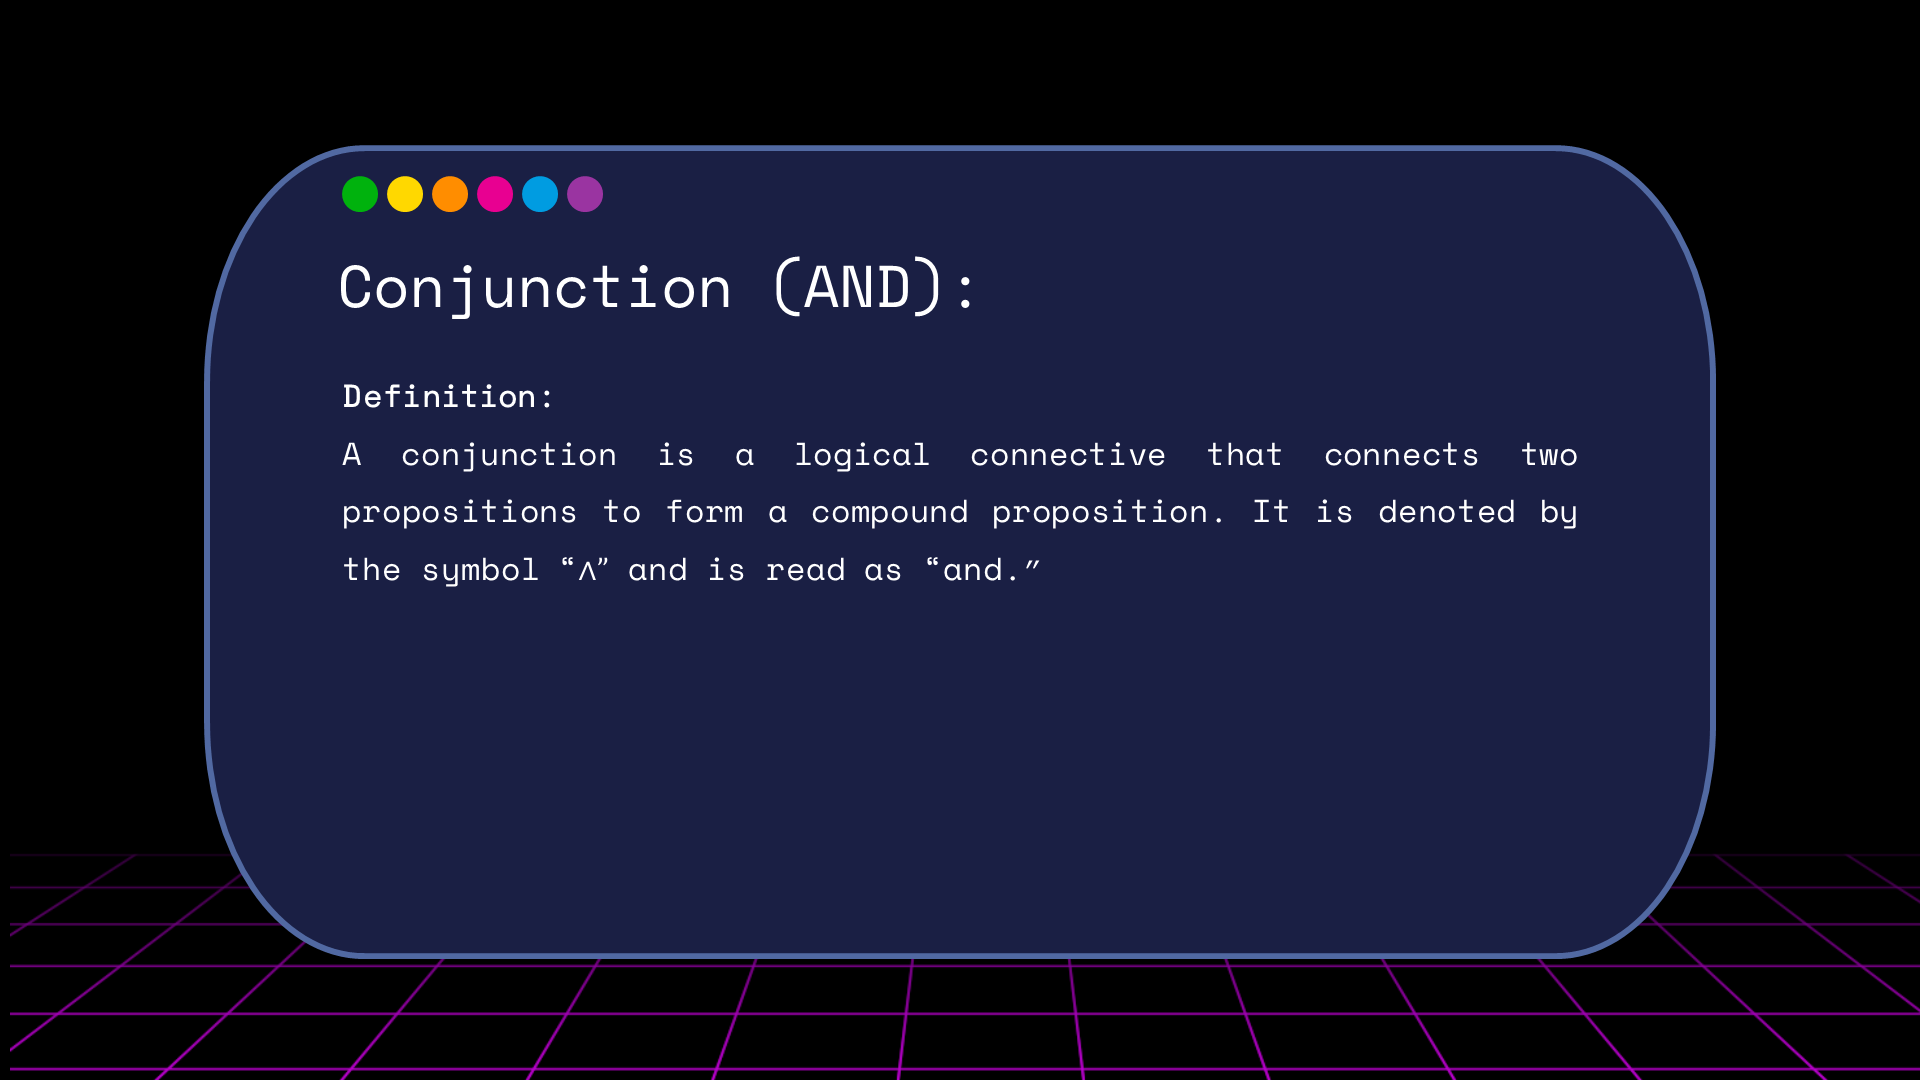 Conjunction (AND):
Definition:
A conjunction is a logical connective that connects two
propositions to form a compound proposition. It is denoted by
the symbol “∧” and is read as “and.”